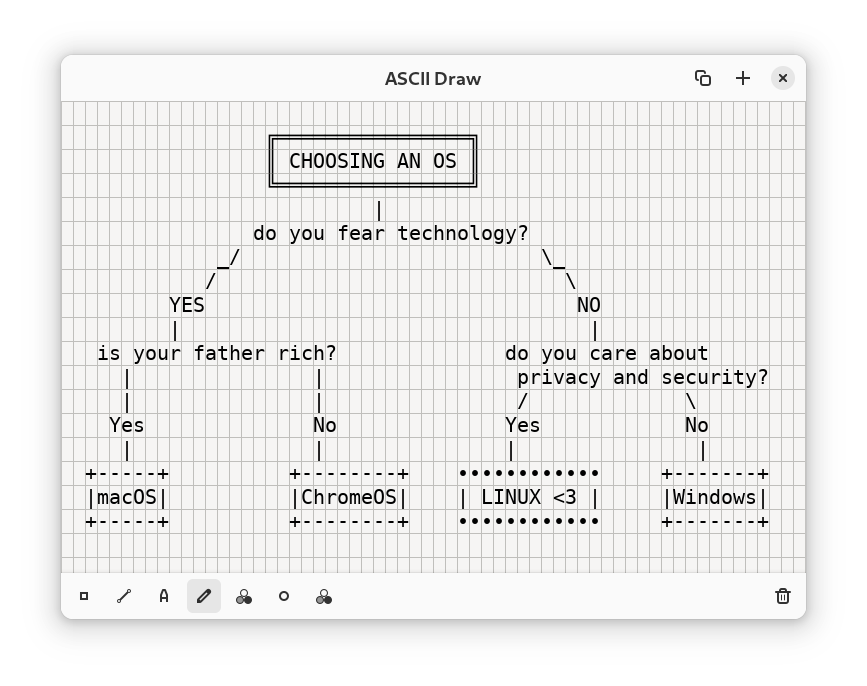 ASCII Draw
CHOOSING AN OS
do you fear technology?
YES NO
is your father rich? do you care about
privacy and security?
Yes No Yes No
macOS ChromeOS LINUX <3 Windows